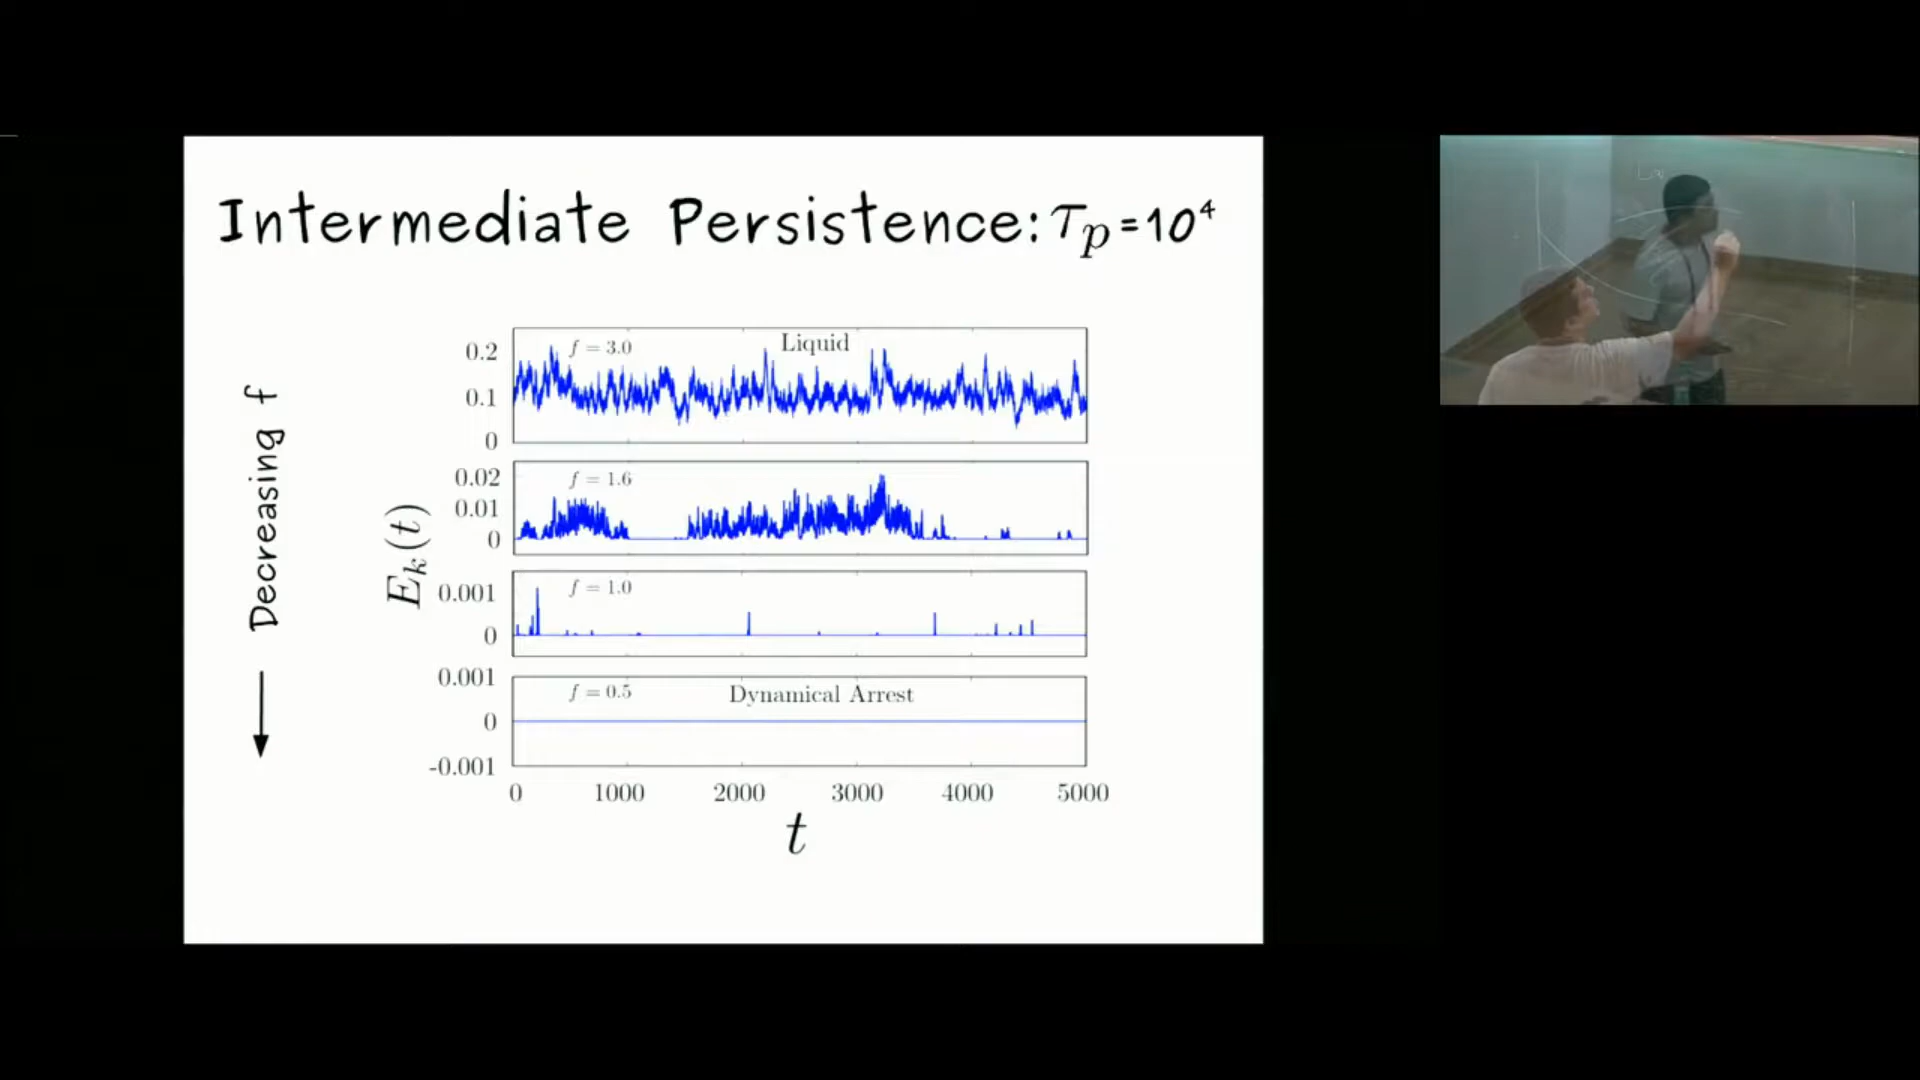 Intermediate Persistence: τ_p = 10⁴
Decreasing f
E_k(t)
0.2
0.1
0
f = 3.0
Liquid
0.02
0.01
0
f = 1.6
0.001
0
f = 1.0
0.001
0
-0.001
f = 0.5
Dynamical Arrest
0 1000 2000 3000 4000 5000
t